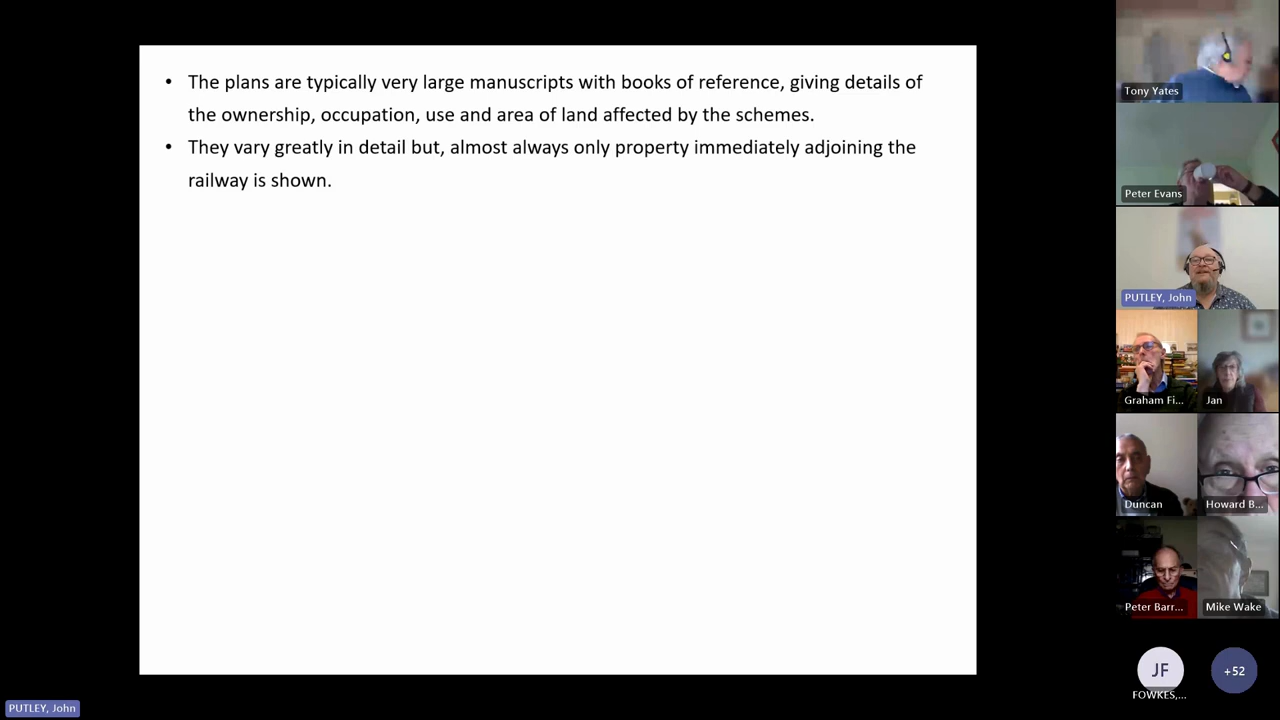 • The plans are typically very large manuscripts with books of reference, giving details of
the ownership, occupation, use and area of land affected by the schemes.
• They vary greatly in detail but, almost always only property immediately adjoining the
railway is shown.
Tony Yates
Peter Evans
PUTLEY, John
Graham Fi...
Jan
Duncan
Howard B...
Peter Barr...
Mike Wake
JF
+52
FOWKES,...
PUTLEY, John